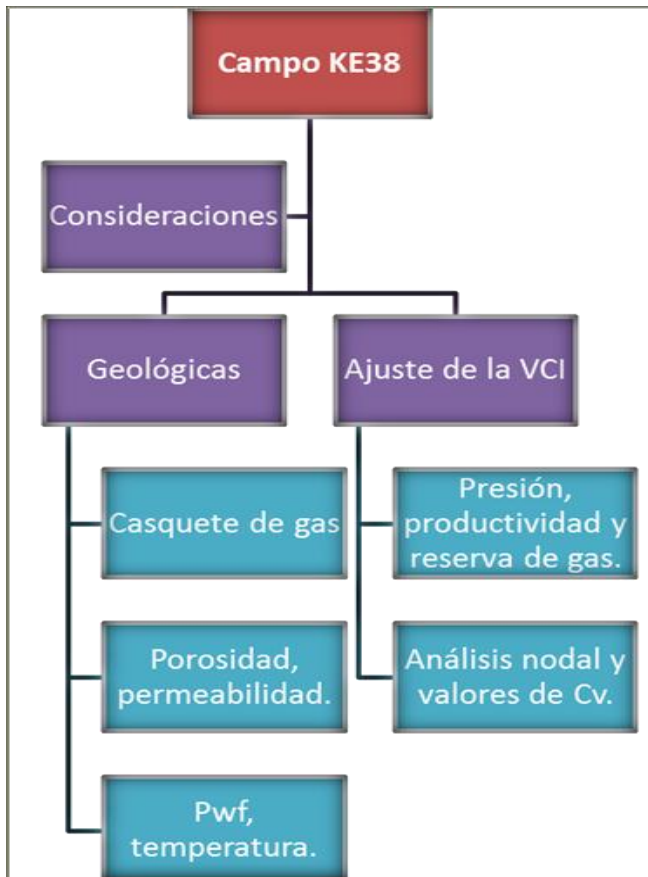 Campo KE38
Consideraciones
Geológicas
Ajuste de la VCI
Casquete de gas
Presión,
productividad y
reserva de gas.
Porosidad,
permeabilidad.
Análisis nodal y
valores de Cv.
Pwf,
temperatura.